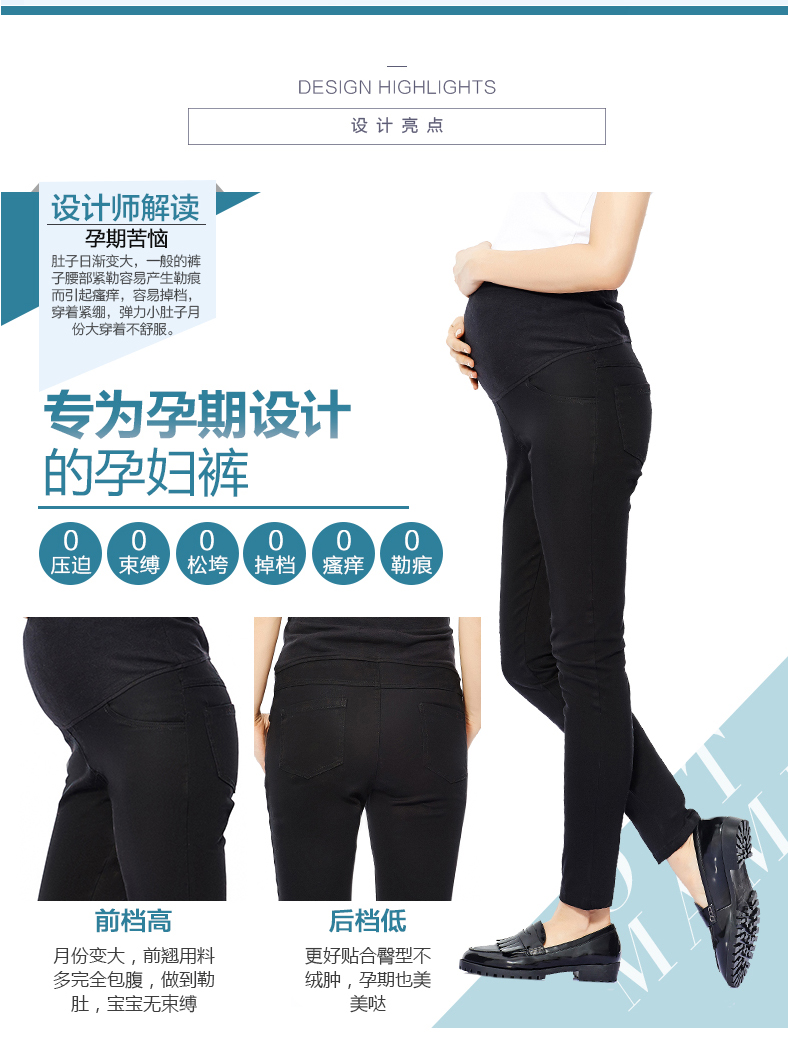 DESIGN HIGHLIGHTS
设计亮点
设计师解读
孕期苦恼
肚子日渐变大，一般的裤
子腰部紧勒容易产生勒痕
而引起瘙痒，容易掉档，
穿着紧绷，弹力小肚子月
份大穿着不舒服。
专为孕期设计
的孕妇裤
0 0 0 0 0 0
压迫 束缚 松垮 掉档 瘙痒 勒痕
前档高
月份变大，前翘用料
多完全包腹，做到勒
肚，宝宝无束缚
后档低
更好贴合臀型不
绒肿，孕期也美
美哒